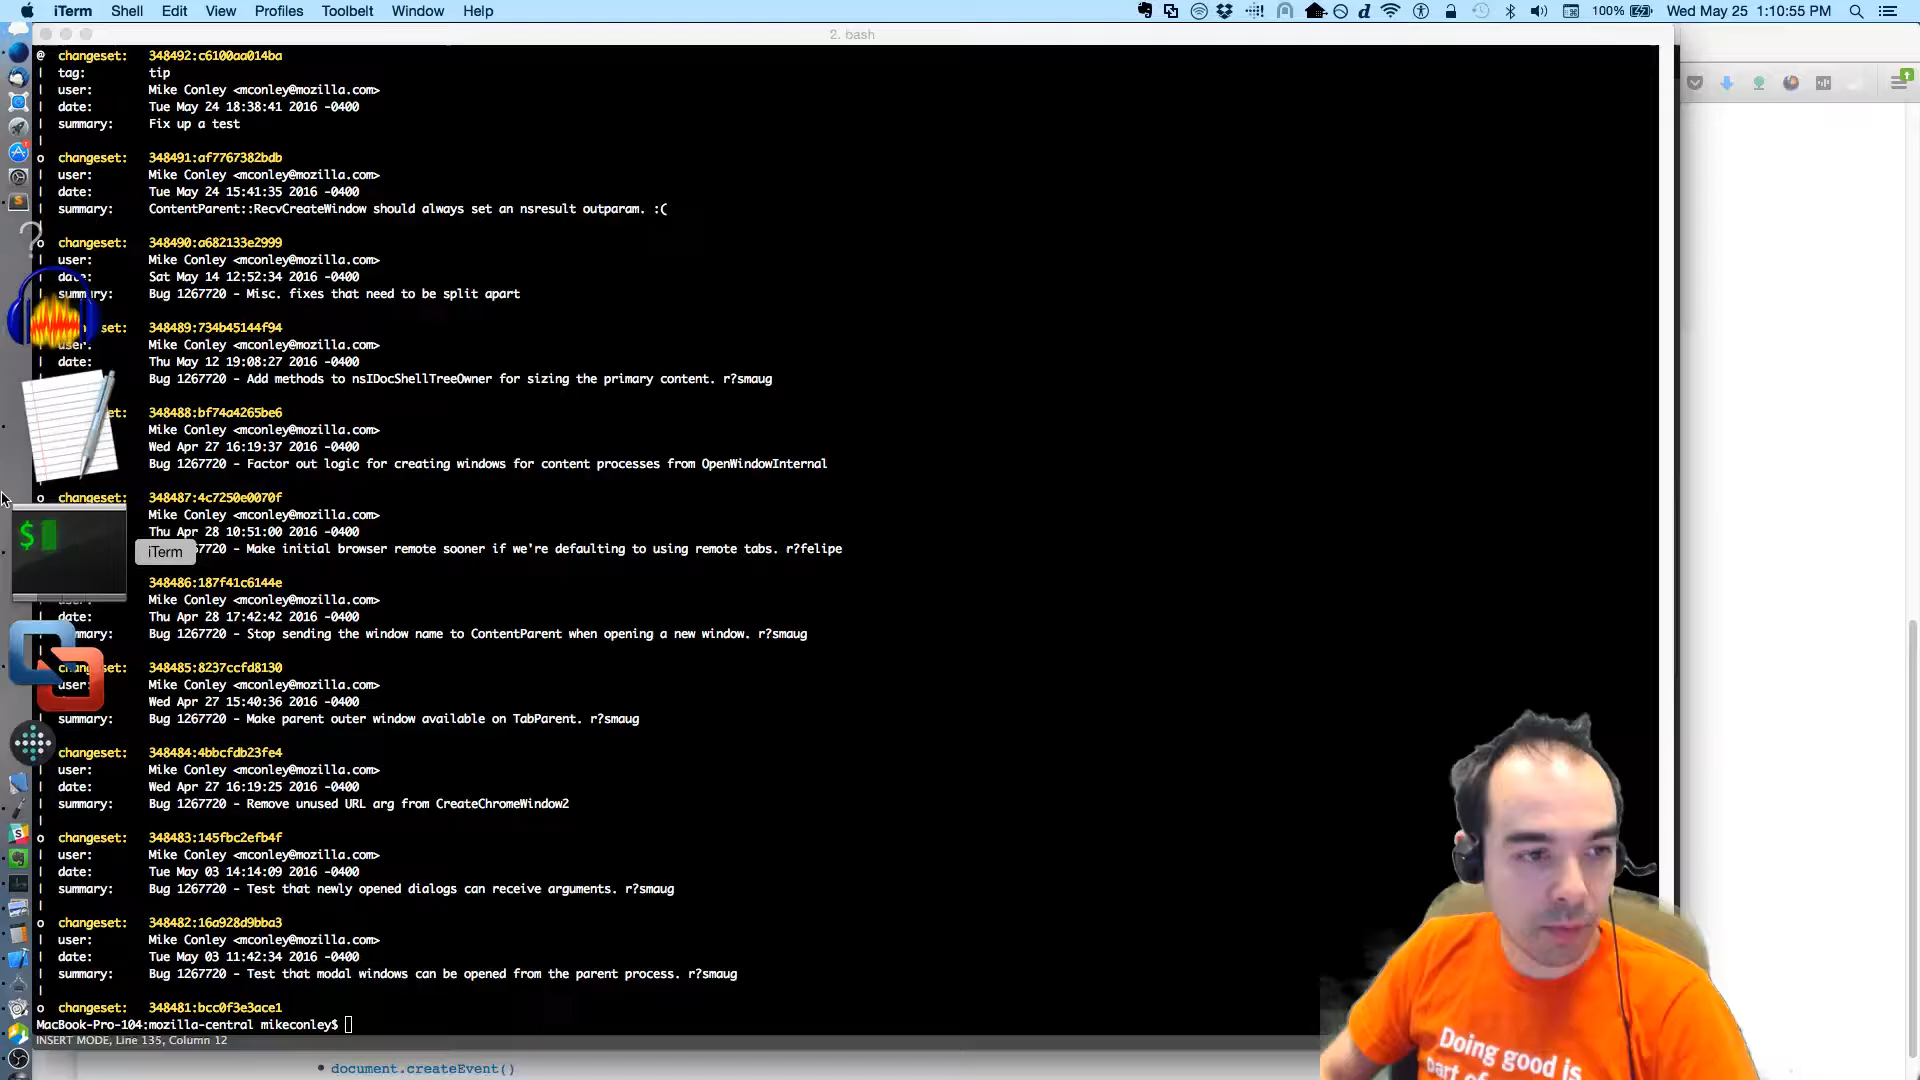 iTerm Shell Edit View Profiles Toolbelt Window Help 100% Wed May 25 1:10:55 PM
2. bash
@ changeset: 348492:c6100aa014ba
| tag: tip
| user: Mike Conley <mconley@mozilla.com>
| date: Tue May 24 18:38:41 2016 -0400
| summary: Fix up a test
|
o changeset: 348491:af7767382bdb
| user: Mike Conley <mconley@mozilla.com>
| date: Tue May 24 15:41:35 2016 -0400
| summary: ContentParent::RecvCreateWindow should always set an nsresult outparam. :(
o changeset: 348490:a682133e2999
| user: Mike Conley <mconley@mozilla.com>
date: Sat May 14 12:52:34 2016 -0400
summary: Bug 1267720 - Misc. fixes that need to be split apart
set: 348489:734b45144f94
user: Mike Conley <mconley@mozilla.com>
date: Thu May 12 19:08:27 2016 -0400
Bug 1267720 - Add methods to nsIDocShellTreeOwner for sizing the primary content. r?smaug
et: 348488:bf74a4265be6
Mike Conley <mconley@mozilla.com>
Wed Apr 27 16:19:37 2016 -0400
Bug 1267720 - Factor out logic for creating windows for content processes from OpenWindowInternal
o changeset: 348487:4c7250e0070f
Mike Conley <mconley@mozilla.com>
Thu Apr 28 10:51:00 2016 -0400
$
iTerm
7720 - Make initial browser remote sooner if we're defaulting to using remote tabs. r?felipe
348486:187f41c6144e
| user: Mike Conley <mconley@mozilla.com>
| date: Thu Apr 28 17:42:42 2016 -0400
mmary: Bug 1267720 - Stop sending the window name to ContentParent when opening a new window. r?smaug
changeset: 348485:8237ccfd8130
user: Mike Conley <mconley@mozilla.com>
date: Wed Apr 27 15:40:36 2016 -0400
summary: Bug 1267720 - Make parent outer window available on TabParent. r?smaug
changeset: 348484:4bbcfdb23fe4
| user: Mike Conley <mconley@mozilla.com>
| date: Wed Apr 27 16:19:25 2016 -0400
| summary: Bug 1267720 - Remove unused URL arg from CreateChromeWindow2
|
o changeset: 348483:145fbc2efb4f
| user: Mike Conley <mconley@mozilla.com>
| date: Tue May 03 14:14:09 2016 -0400
| summary: Bug 1267720 - Test that newly opened dialogs can receive arguments. r?smaug
|
o changeset: 348482:16a928d9bba3
| user: Mike Conley <mconley@mozilla.com>
| date: Tue May 03 11:42:34 2016 -0400
| summary: Bug 1267720 - Test that modal windows can be opened from the parent process. r?smaug
|
o changeset: 348481:bcc0f3e3ace1
MacBook-Pro-104:mozilla-central mikeconley$
INSERT MODE, Line 135, Column 12
• document.createEvent()
Doing good is
part of